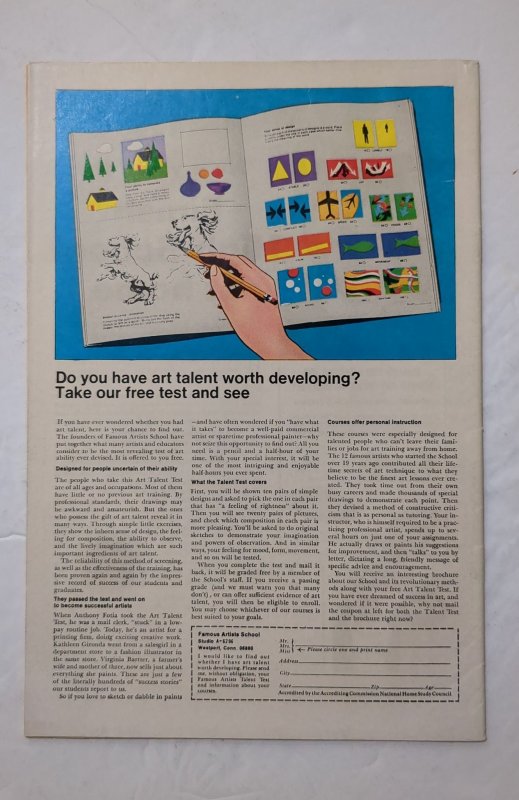 Do you have art talent worth developing?
Take our free test and see
If you have ever wondered whether you had
art talent, here is your chance to find out.
The founders of Famous Artists School have
put together what many artists and educators
consider to be the most revealing test of art
ability ever devised. It is offered to you free.
Designed for people uncertain of their ability
The people who take this Art Talent Test
are of all ages and occupations. Most of them
have little or no previous art training. By
professional standards, their drawings may
be awkward and amateurish. But the ones
who possess the gift of art talent reveal it in
many ways. Through simple little exercises,
they show the inborn sense of design, the feel-
ing for composition, the ability to observe,
and the lively imagination which are such
important ingredients of art talent.
The reliability of this method of screening,
as well as the effectiveness of the training, has
been proven again and again by the impres-
sive record of success of our students and
graduates.
They passed the test and went on
to become successful artists
When Anthony Fotia took the Art Talent
Test, he was a mail clerk, "stuck" in a low-
pay routine job. Today, he's an artist for a
printing firm, doing exciting creative work.
Kathleen Gironda went from a salesgirl in a
department store to a fashion illustrator in
the same store. Virginia Bartter, a farmer's
wife and mother of three, now sells just about
everything she paints. These are just a few
of the literally hundreds of "success stories"
our students report to us.
So if you love to sketch or dabble in paints
—and have often wondered if you "have what
it takes" to become a well-paid commercial
artist or sparetime professional painter—why
not seize this opportunity to find out? All you
need is a pencil and a half-hour of your
time. With your special interest, it will be
one of the most intriguing and enjoyable
half-hours you ever spent.
What the Talent Test covers
First, you will be shown ten pairs of simple
designs and asked to pick the one in each pair
that has "a feeling of rightness" about it.
Then you will see twenty pairs of pictures,
and check which composition in each pair is
more pleasing. You'll be asked to do original
sketches to demonstrate your imagination
and powers of observation. And in similar
ways, your feeling for mood, form, movement,
and so on will be tested.
When you complete the test and mail it
back, it will be graded free by a member of
the School's staff. If you receive a passing
grade (and we must warn you that many
don't), or can offer sufficient evidence of art
talent, you will then be eligible to enroll.
You may choose whichever of our courses is
best suited to your goals.
Courses offer personal instruction
These courses were especially designed for
talented people who can't leave their fami-
lies or jobs for art training away from home.
The 12 famous artists who started the School
over 19 years ago contributed all their life-
time secrets of art technique to what they
believe to be the finest art lessons ever cre-
ated. They took time out from their own
busy careers and made thousands of special
drawings to demonstrate each point. Then
they devised a method of constructive criti-
cism that is as personal as tutoring. Your in-
structor, who is himself required to be a prac-
ticing professional artist, spends up to sev-
eral hours on just one of your assignments.
He actually draws or paints his suggestions
for improvement, and then "talks" to you by
letter, dictating a long, friendly message of
specific advice and encouragement.
You will receive an interesting brochure
about our School and its revolutionary meth-
ods along with your free Art Talent Test. If
you have ever dreamed of success in art, and
wondered if it were possible, why not mail
the coupon at left for both the Talent Test
and the brochure right now?
Famous Artists School
Westport, Conn. 06880
I would like to find out
whether I have art talent
worth developing. Please send
me, without obligation, your
Famous Artists Talent Test
and information about your
courses.
Mr.
Mrs.
Miss
Please circle one and print name
Address
City
State Zip Age
Accredited by the Accrediting Commission National Home Study Council